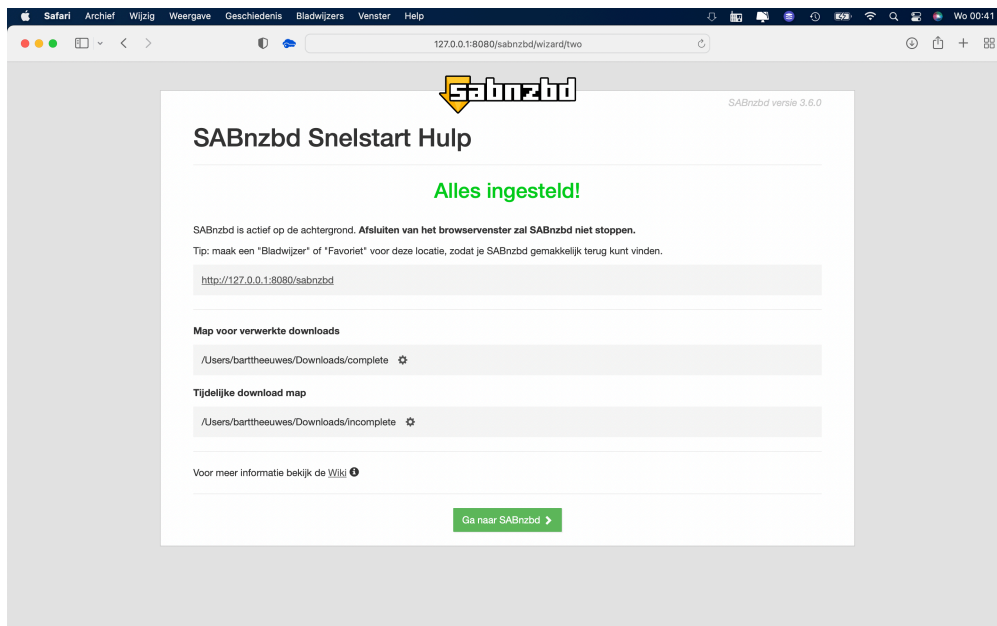 Safari Archief Wijzig Weergave Geschiedenis Bladwijzers Venster Help Wo 00:41
127.0.0.1:8080/sabnzbd/wizard/two
sabnzbd
SABnzbd versie 3.6.0
SABnzbd Snelstart Hulp
Alles ingesteld!
SABnzbd is actief op de achtergrond. Afsluiten van het browservenster zal SABnzbd niet stoppen.
Tip: maak een "Bladwijzer" of "Favoriet" voor deze locatie, zodat je SABnzbd gemakkelijk terug kunt vinden.
http://127.0.0.1:8080/sabnzbd
Map voor verwerkte downloads
/Users/barttheeuwes/Downloads/complete
Tijdelijke download map
/Users/barttheeuwes/Downloads/incomplete
Voor meer informatie bekijk de Wiki
Ga naar SABnzbd